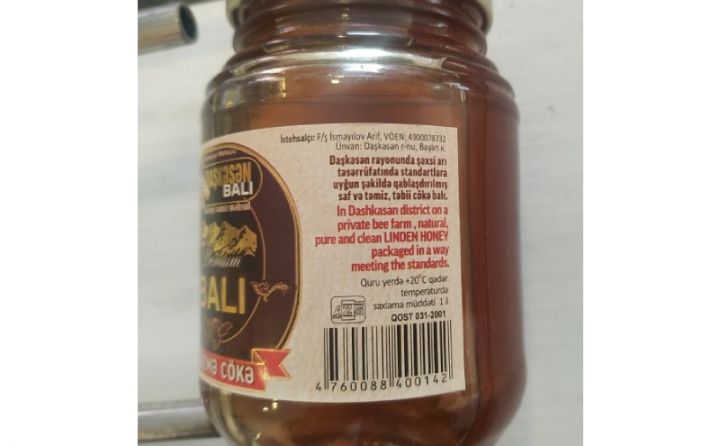 İstehsalçı: F/ş İsmayılov Arif, VÖEN: 4900078732
Ünvan: Daşkəsən r-nu, Bayan k.
Daşkəsən rayonunda şəxsi arı
təsərrüfatında standartlara
uyğun şəkildə qablaşdırılmış
saf və təmiz, təbii cökə balı.
In Dashkasan district on a
private bee farm , natural,
pure and clean LINDEN HONEY
packaged in a way
meeting the standards.
Quru yerdə +20°C qədər
temperaturda
saxlama müddəti 1 il
QOST 031-2001
4 760088 400142
BALI
BALI
CÖKƏ